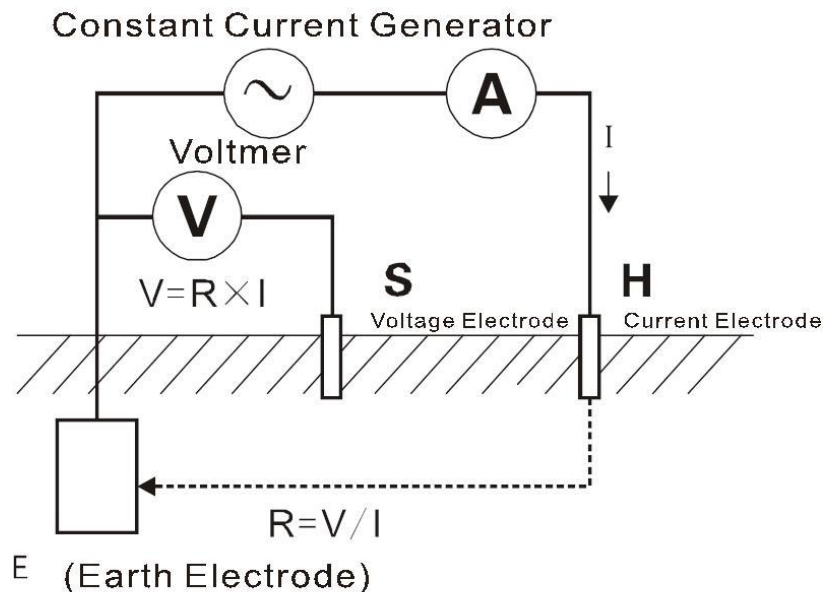 Constant Current Generator
A
I
Voltmer
V
V=R×I
S
H
Voltage Electrode
Current Electrode
R=V/I
E (Earth Electrode)